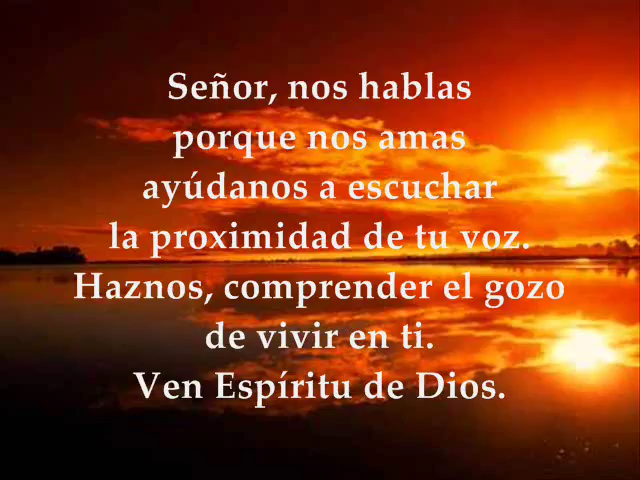 Señor, nos hablas
porque nos amas
ayúdanos a escuchar
la proximidad de tu voz.
Haznos, comprender el gozo
de vivir en ti.
Ven Espíritu de Dios.